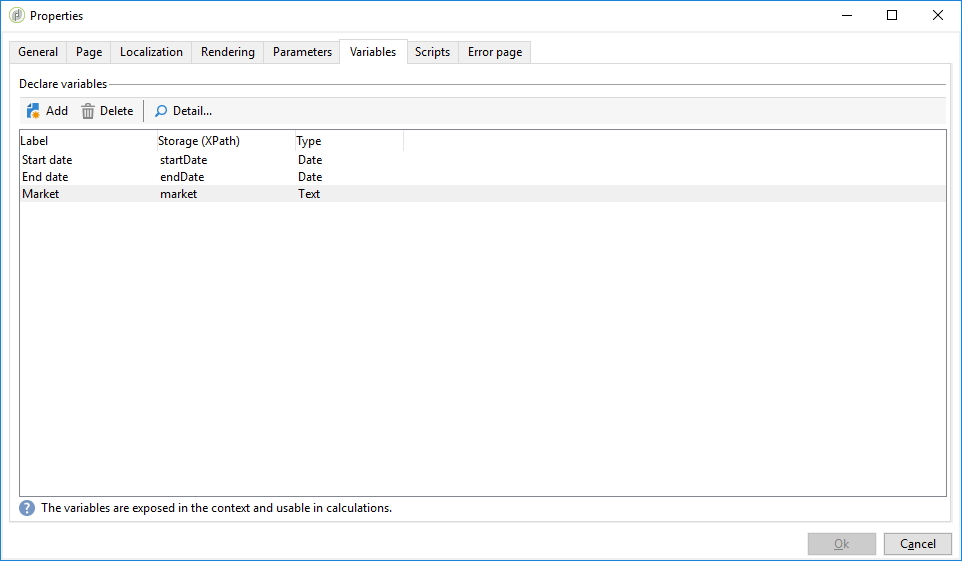 Properties
General Page Localization Rendering Parameters Variables Scripts Error page
Declare variables
Add Delete Detail...
Label Storage (XPath) Type
Start date startDate Date
End date endDate Date
Market market Text
? The variables are exposed in the context and usable in calculations.
Ok Cancel